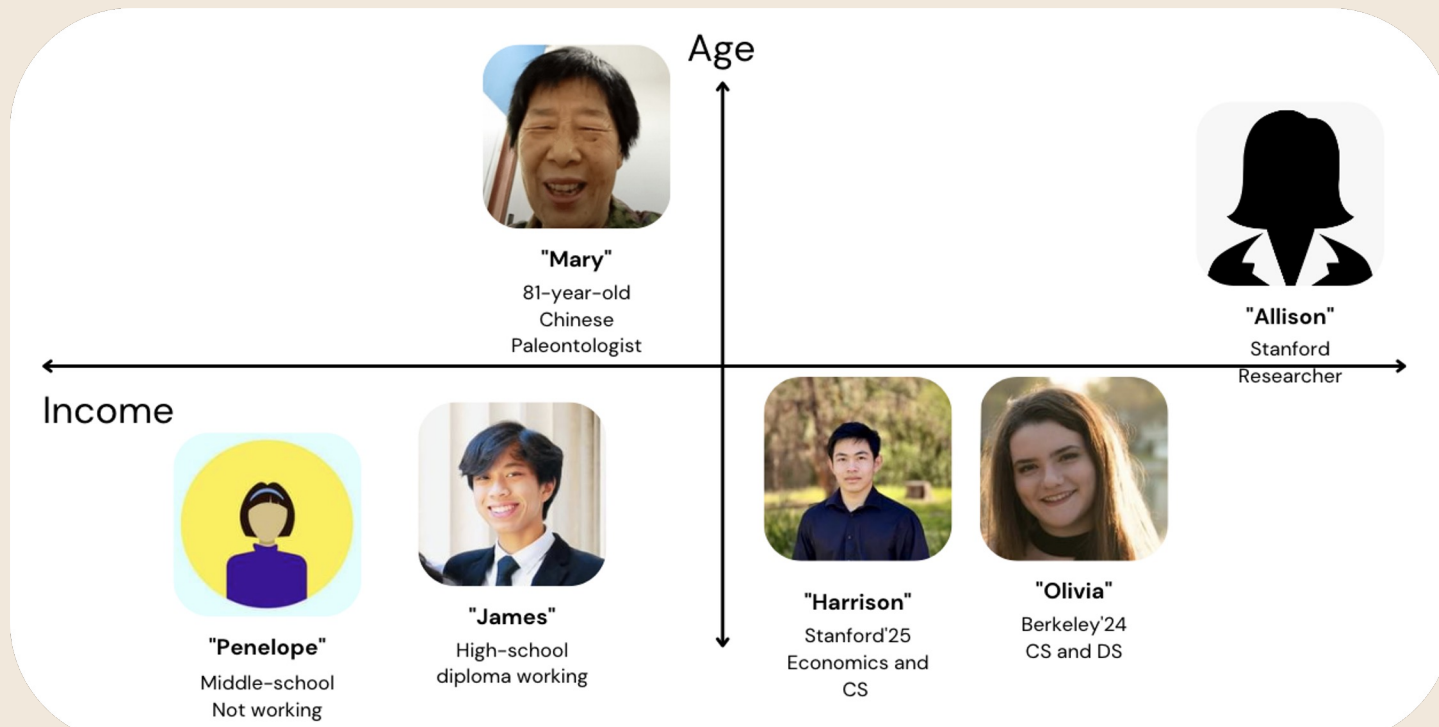 Age
"Mary"
81-year-old
Chinese
Paleontologist
"Allison"
Stanford
Researcher
Income
"Penelope"
Middle-school
Not working
"James"
High-school
diploma working
"Harrison"
Stanford'25
Economics and
CS
"Olivia"
Berkeley'24
CS and DS